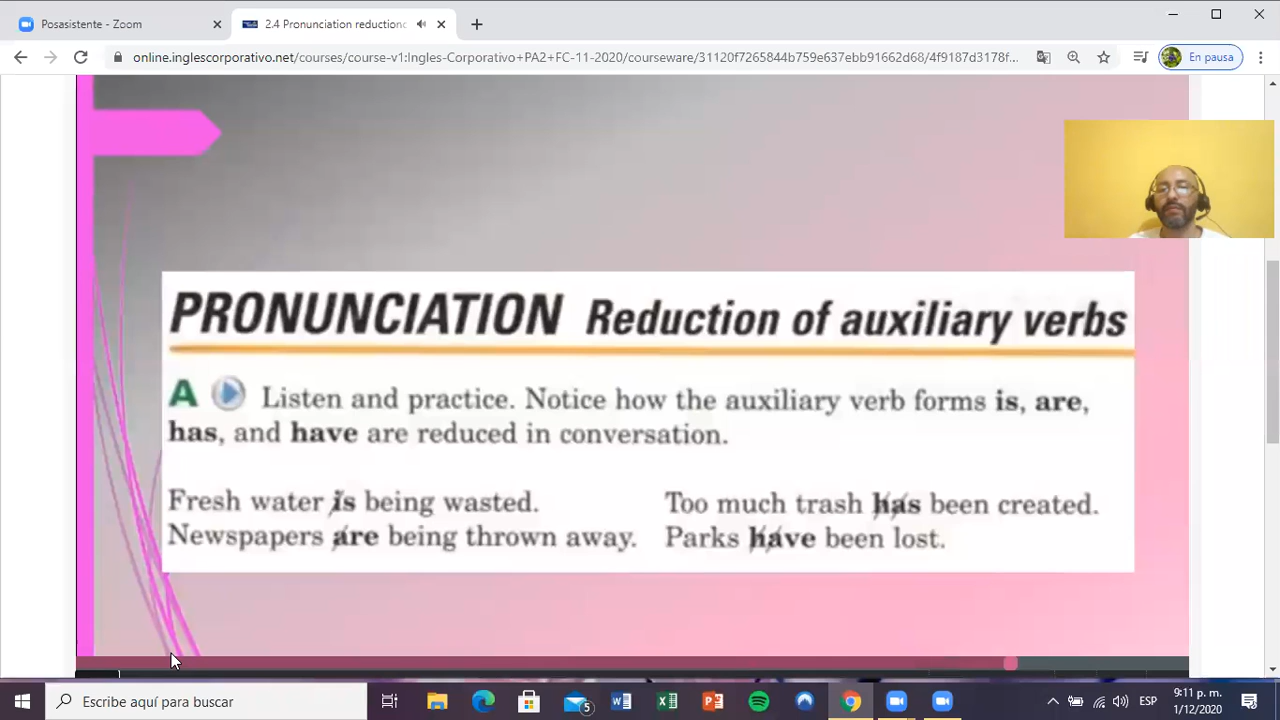 Posasistente - Zoom
2.4 Pronunciation reductions
online.inglescorporativo.net/courses/course-v1:Ingles-Corporativo+PA2+FC-11-2020/courseware/31120f7265844b759e637ebb91662d68/4f9187d3178f...
En pausa
PRONUNCIATION Reduction of auxiliary verbs
A Listen and practice. Notice how the auxiliary verb forms is, are,
has, and have are reduced in conversation.
Fresh water is being wasted. Too much trash has been created.
Newspapers are being thrown away. Parks have been lost.
Escribe aquí para buscar
5
ESP
9:11 p. m.
1/12/2020